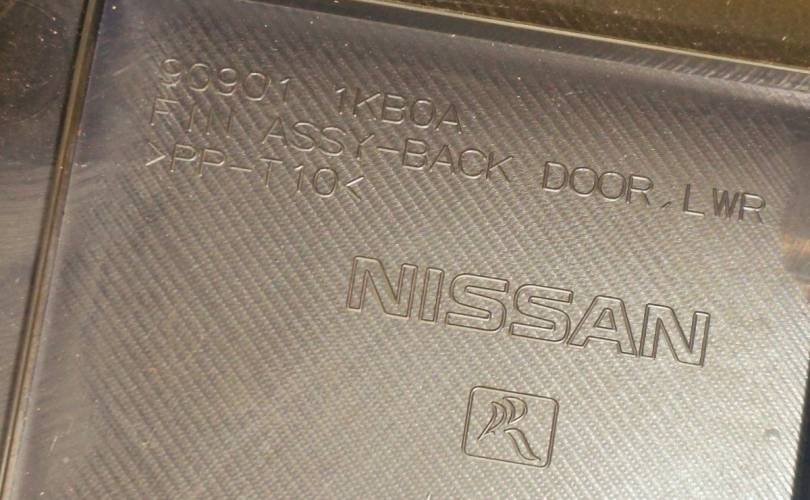 90901 1KB0A
FIN ASSY-BACK DOOR,LWR
>PP-T10<
NISSAN